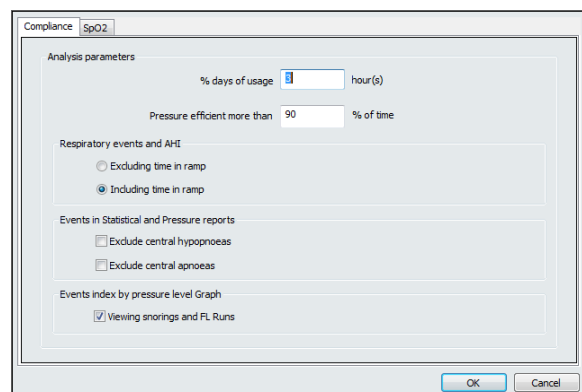 Compliance SpO2
Analysis parameters
% days of usage 3 hour(s)
Pressure efficient more than 90 % of time
Respiratory events and AHI
Excluding time in ramp
Including time in ramp
Events in Statistical and Pressure reports
Exclude central hypopnoeas
Exclude central apnoeas
Events index by pressure level Graph
Viewing snorings and FL Runs
OK Cancel